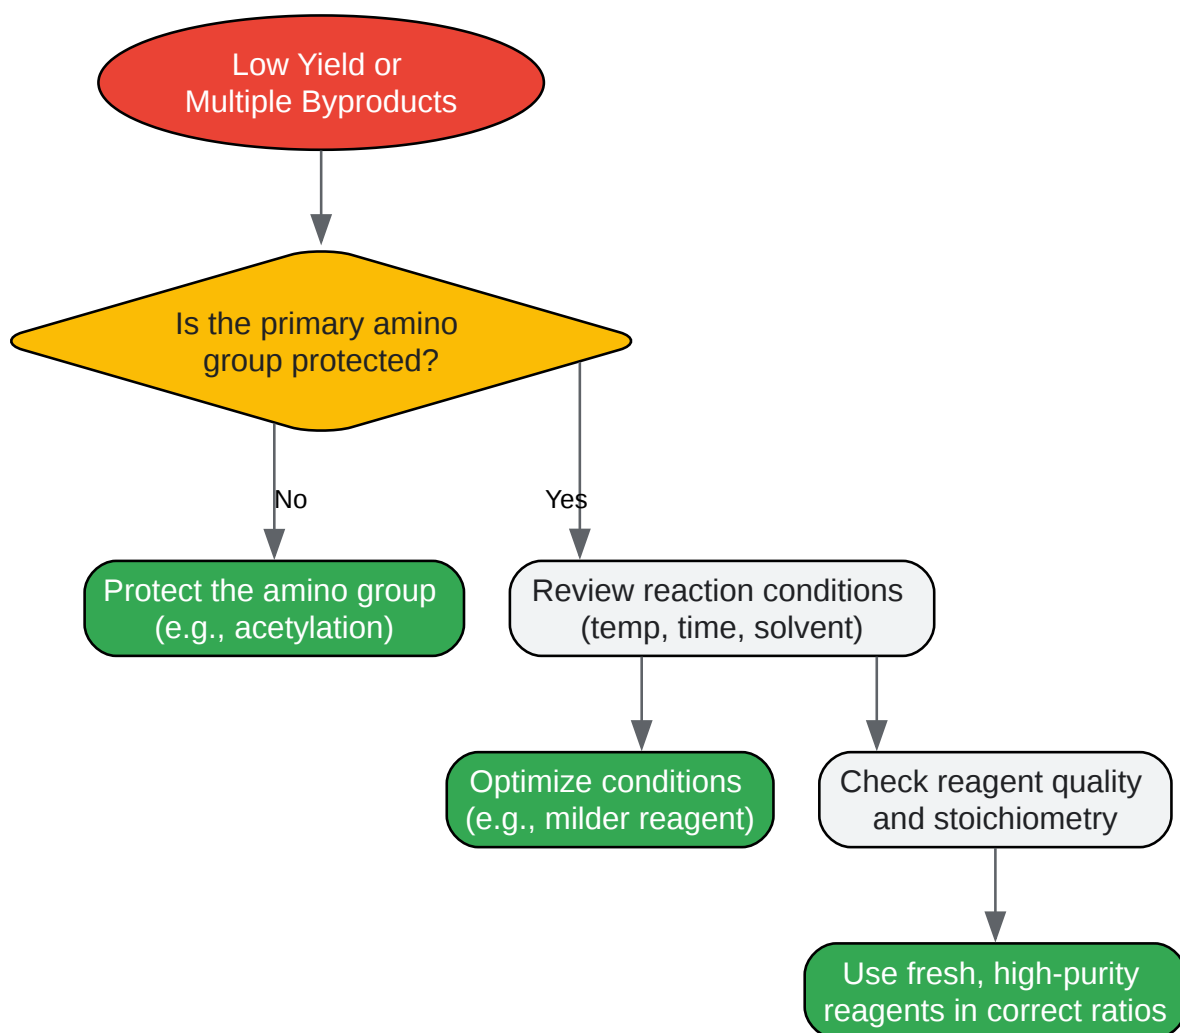 Low Yield or
Multiple Byproducts
Is the primary amino
group protected?
No
Yes
Protect the amino group
(e.g., acetylation)
Review reaction conditions
(temp, time, solvent)
Optimize conditions
(e.g., milder reagent)
Check reagent quality
and stoichiometry
Use fresh, high-purity
reagents in correct ratios